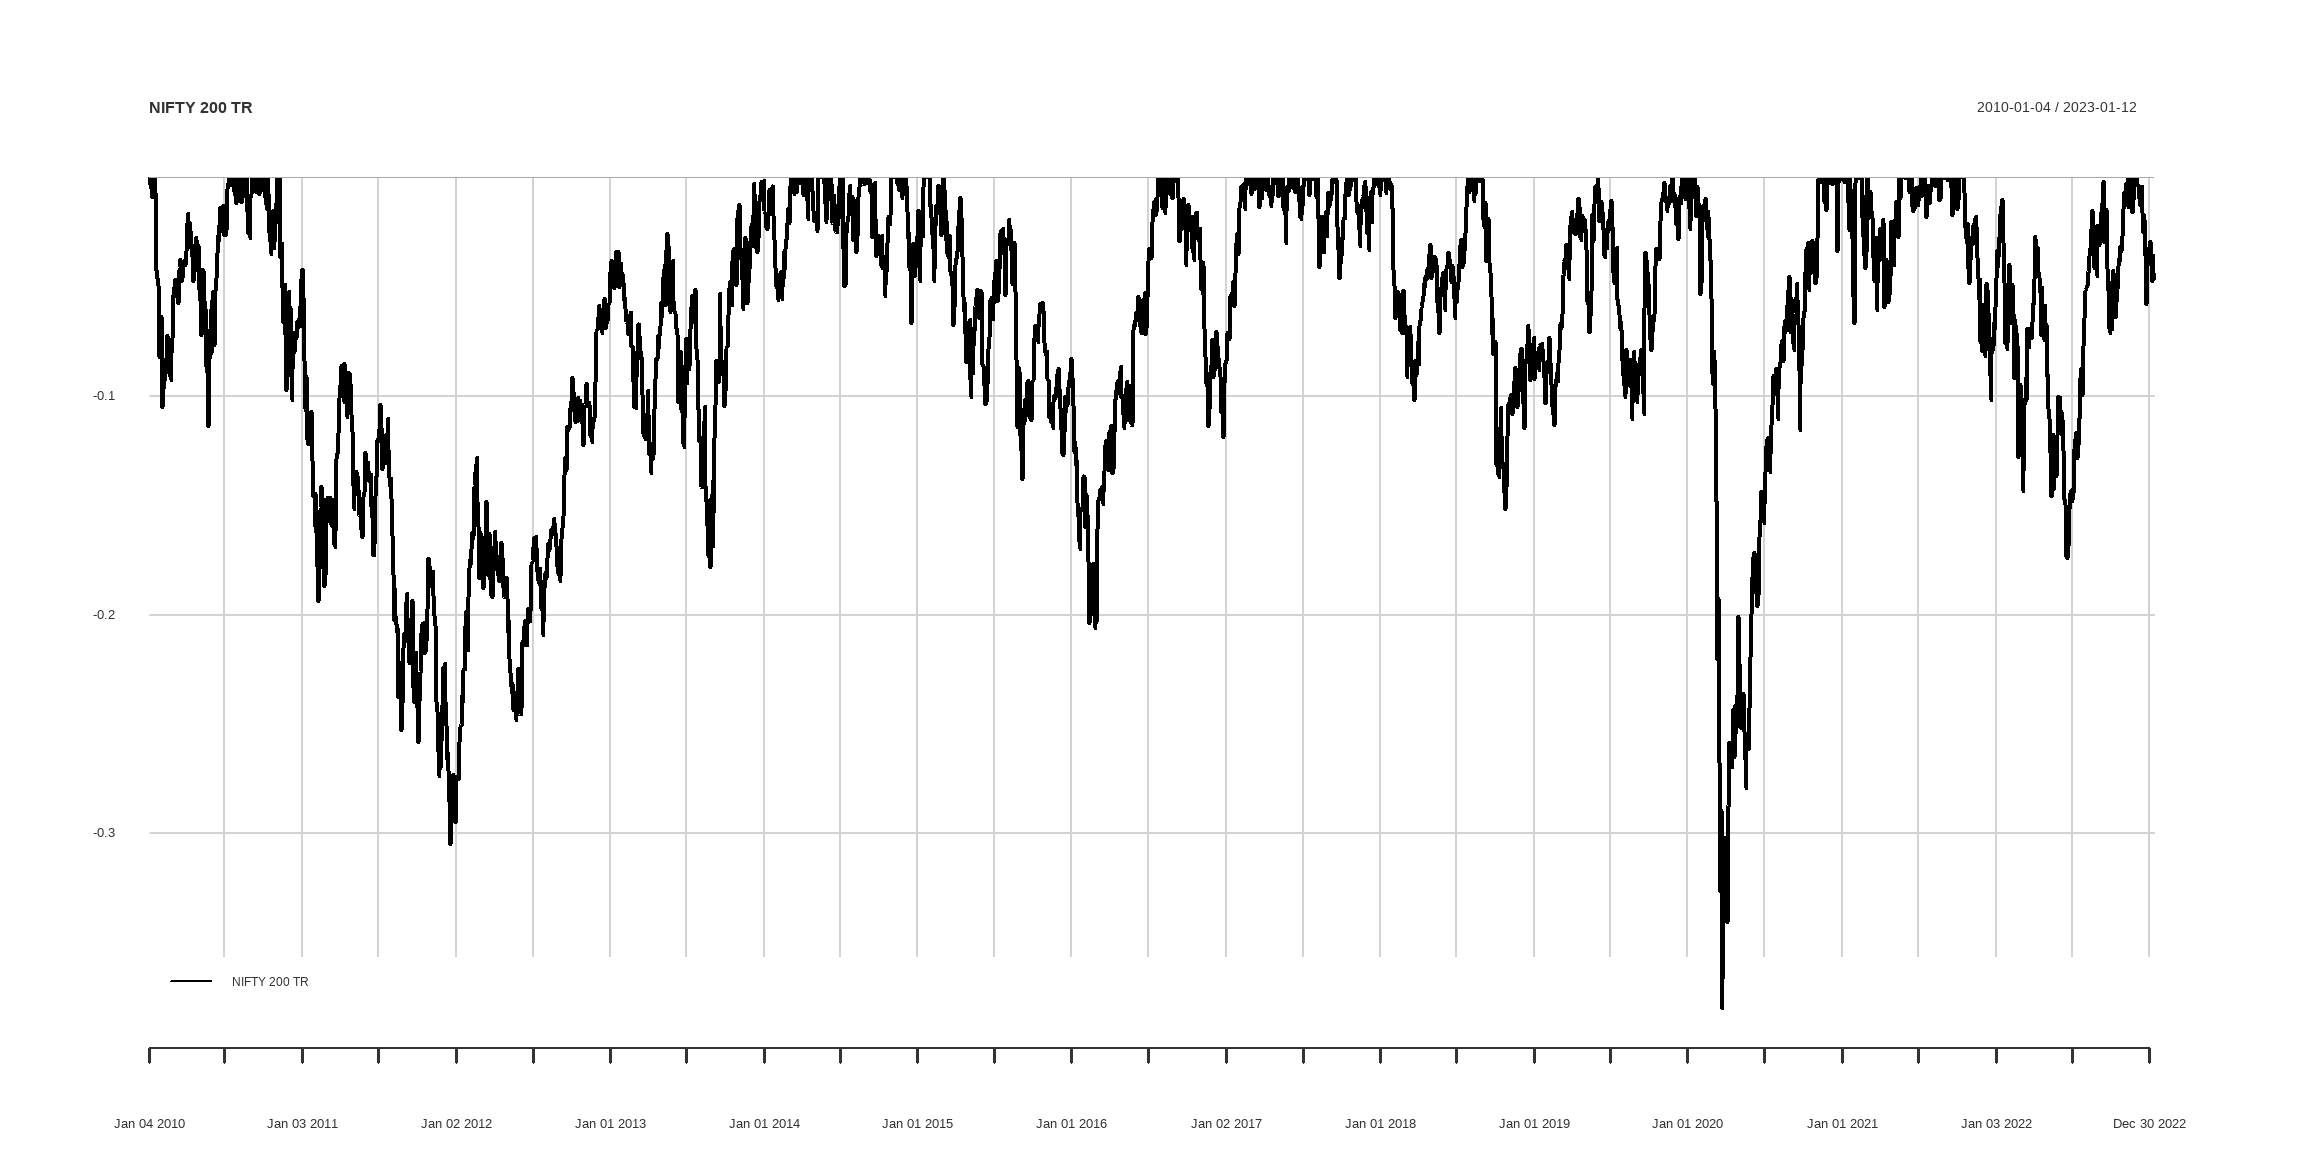 NIFTY 200 TR
2010-01-04 / 2023-01-12
-0.1
-0.2
-0.3
NIFTY 200 TR
Jan 04 2010
Jan 03 2011
Jan 02 2012
Jan 01 2013
Jan 01 2014
Jan 01 2015
Jan 01 2016
Jan 02 2017
Jan 01 2018
Jan 01 2019
Jan 01 2020
Jan 01 2021
Jan 03 2022
Dec 30 2022